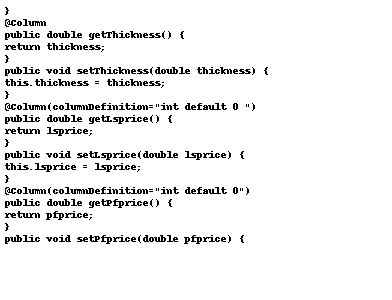 }
@Column
public double getThickness() {
return thickness;
}
public void setThickness(double thickness) {
this.thickness = thickness;
}
@Column(columnDefinition="int default 0 ")
public double getLsprice() {
return lsprice;
}
public void setLsprice(double lsprice) {
this.lsprice = lsprice;
}
@Column(columnDefinition="int default 0")
public double getPfprice() {
return pfprice;
}
public void setPfprice(double pfprice) {